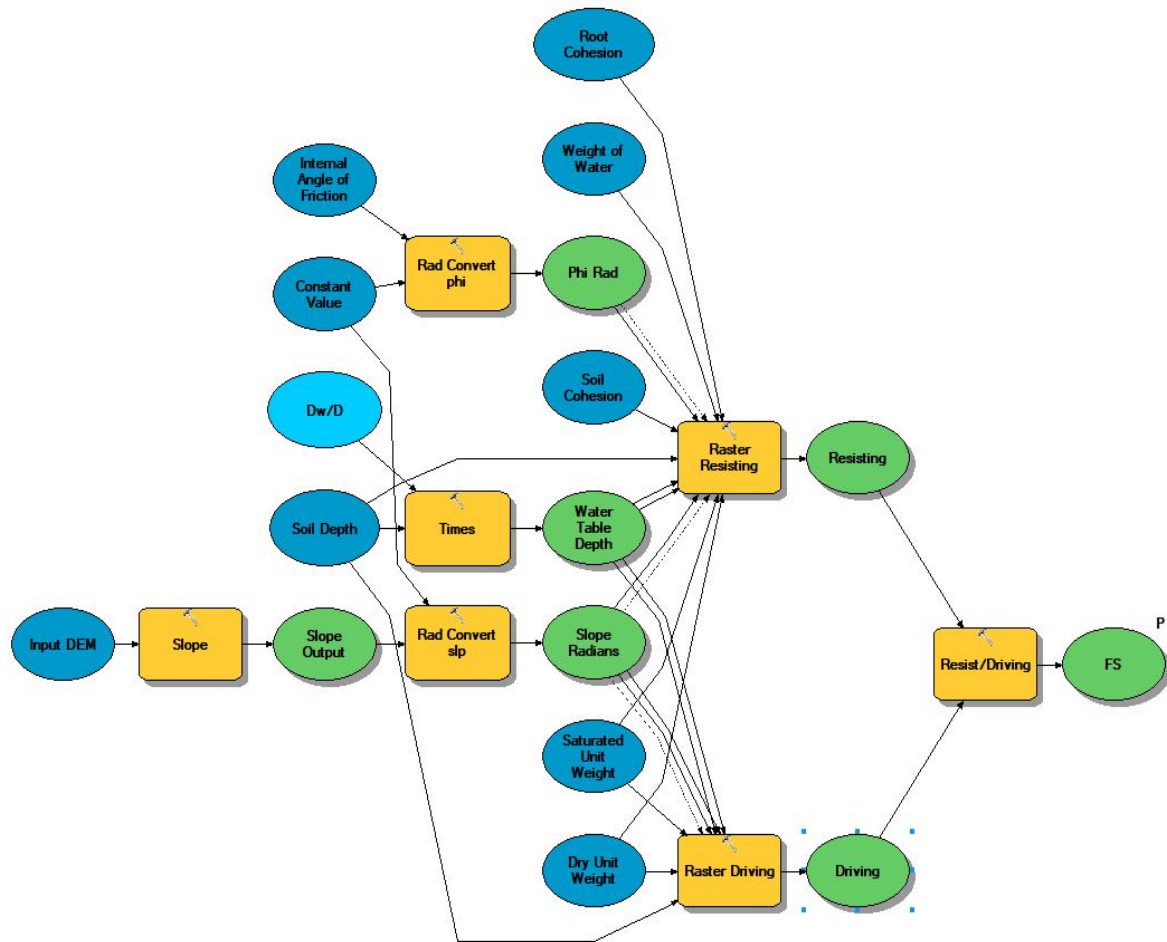 Root
Cohesion
Weight of
Water
Internal
Angle of
Friction
Rad Convert
phi
Phi Rad
Constant
Value
Soil
Cohesion
Dw/D
Raster
Resisting
Resisting
Soil Depth
Times
Water
Table
Depth
Input DEM
Slope
Slope
Output
Rad Convert
slp
Slope
Radians
Resist/Driving
P
FS
Saturated
Unit
Weight
Dry Unit
Weight
Raster Driving
Driving